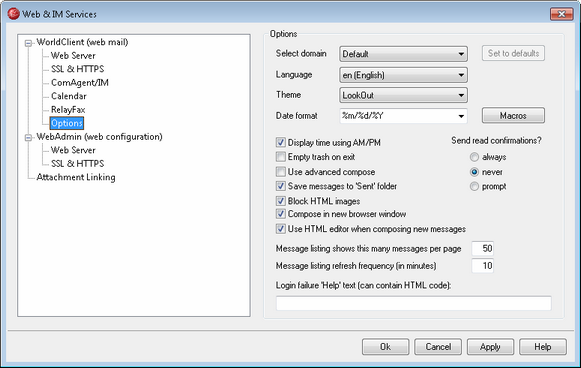 Web & IM Services
WorldClient (web mail)
Web Server
SSL & HTTPS
ComAgent/IM
Calendar
RelayFax
Options
WebAdmin (web configuration)
Web Server
SSL & HTTPS
Attachment Linking
Options
Select domain Default Set to defaults
Language en (English)
Theme LookOut
Date format %m/%d/%Y Macros
Display time using AM/PM
Empty trash on exit
Use advanced compose
Save messages to 'Sent' folder
Block HTML images
Compose in new browser window
Use HTML editor when composing new messages
Send read confirmations?
always
never
prompt
Message listing shows this many messages per page 50
Message listing refresh frequency (in minutes) 10
Login failure 'Help' text (can contain HTML code):
Ok Cancel Apply Help